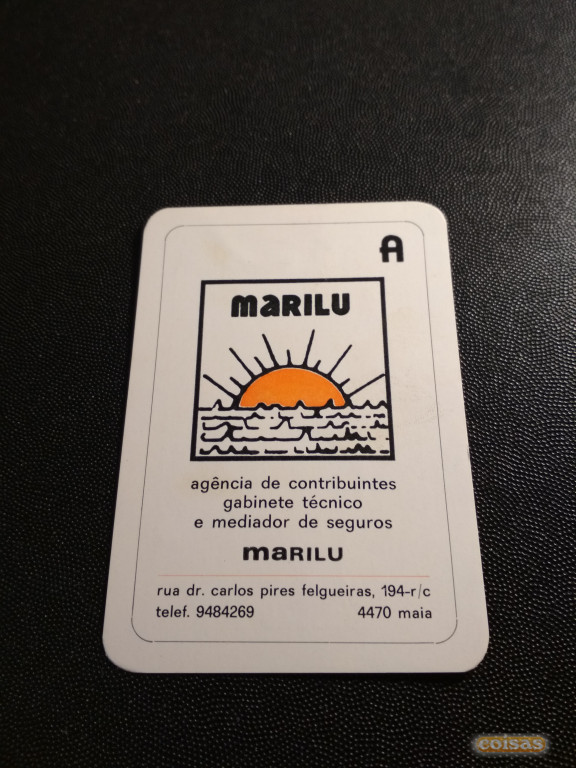 A
maRILU
agência de contribuintes
gabinete técnico
e mediador de seguros
maRILU
rua dr. carlos pires felgueiras, 194-r/c
telef. 9484269 4470 maia
coisas